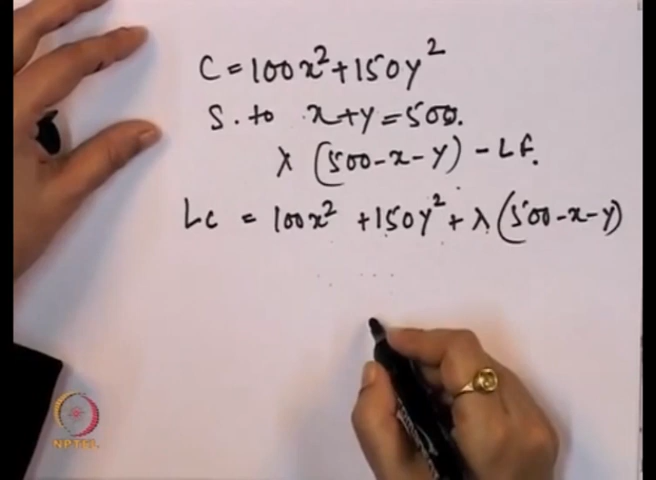 C = 100x² + 150y²
S. to x+y = 500.
λ (500 - x - y) - LF.
Lc = 100x² + 150y² + λ (500 - x - y)
NPTEL